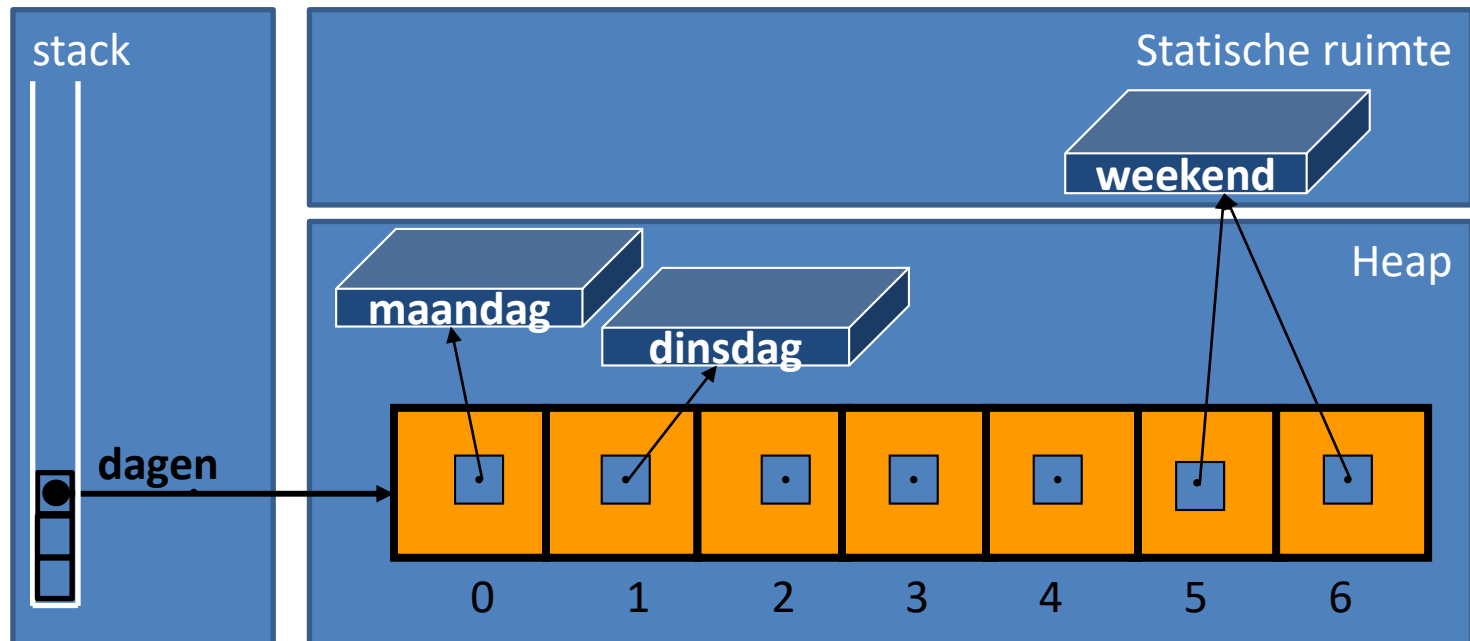 stack
Statische ruimte
weekend
Heap
maandag
dinsdag
dagen
0 1 2 3 4 5 6